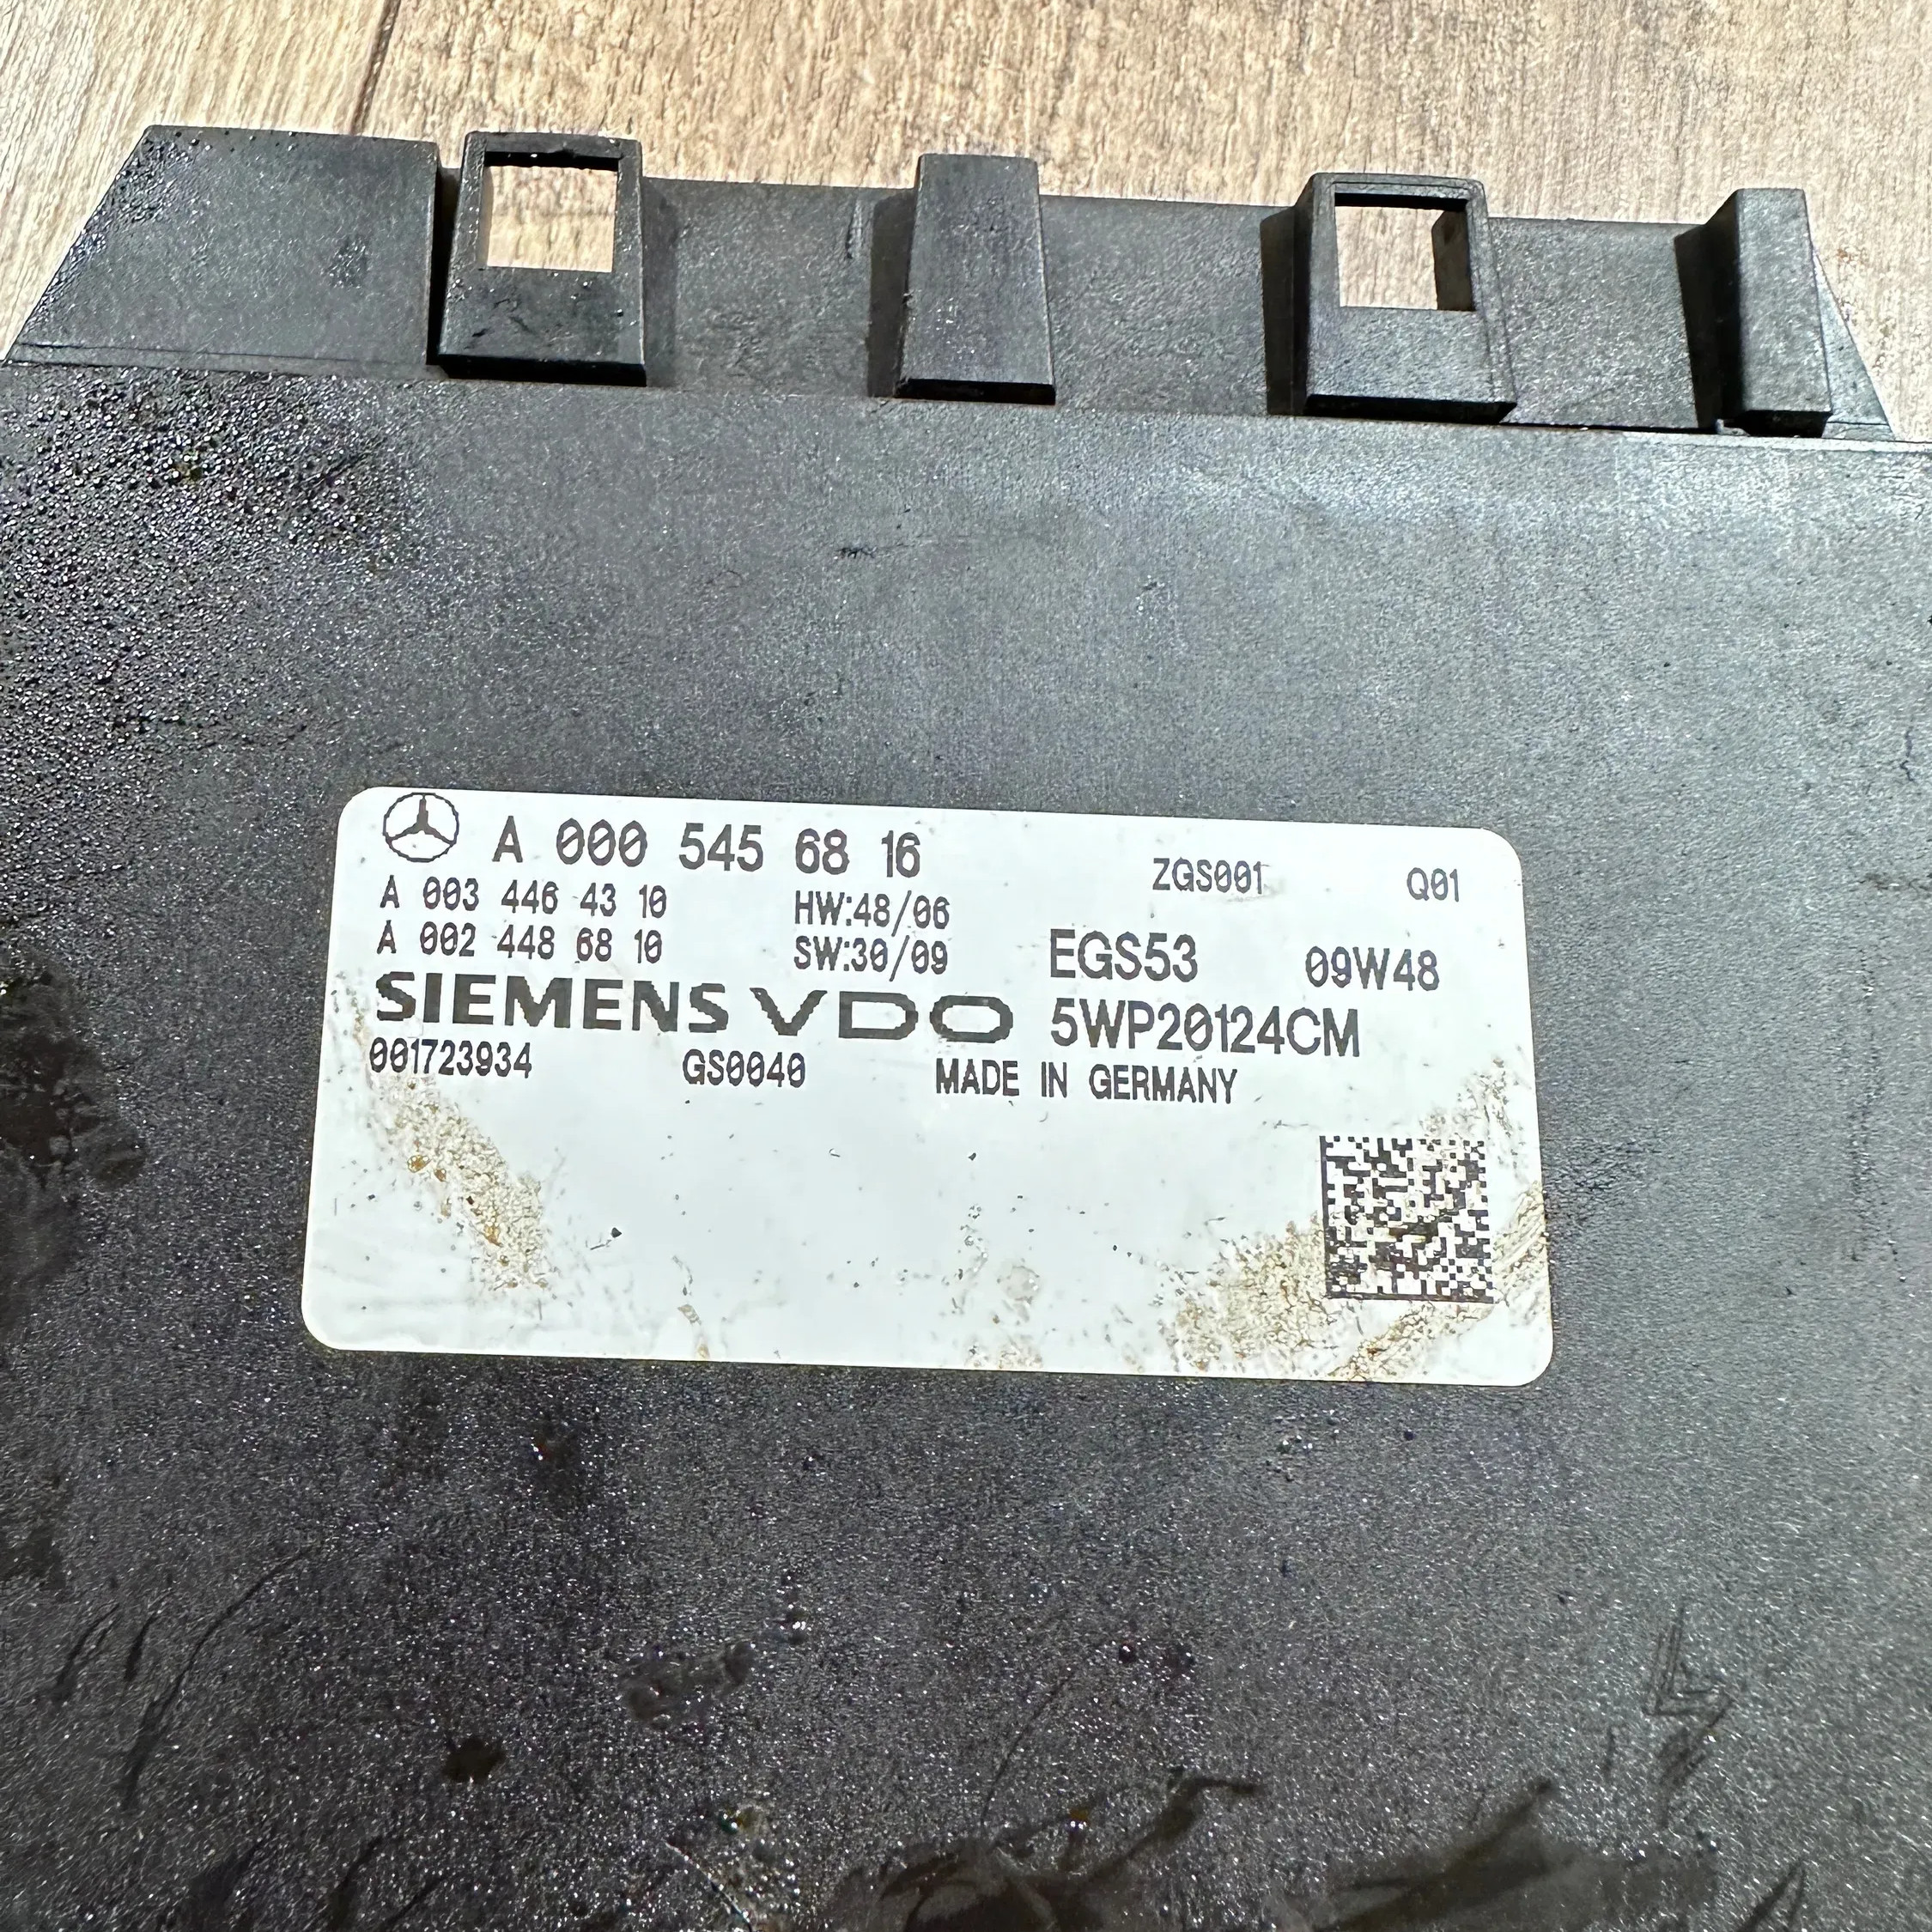 A 000 545 68 16 ZGS001 Q01
A 003 446 43 10 HW:48/06
A 002 448 68 10 SW:30/09 EGS53 09W48
SIEMENS VDO 5WP20124CM
001723934 GS0040 MADE IN GERMANY